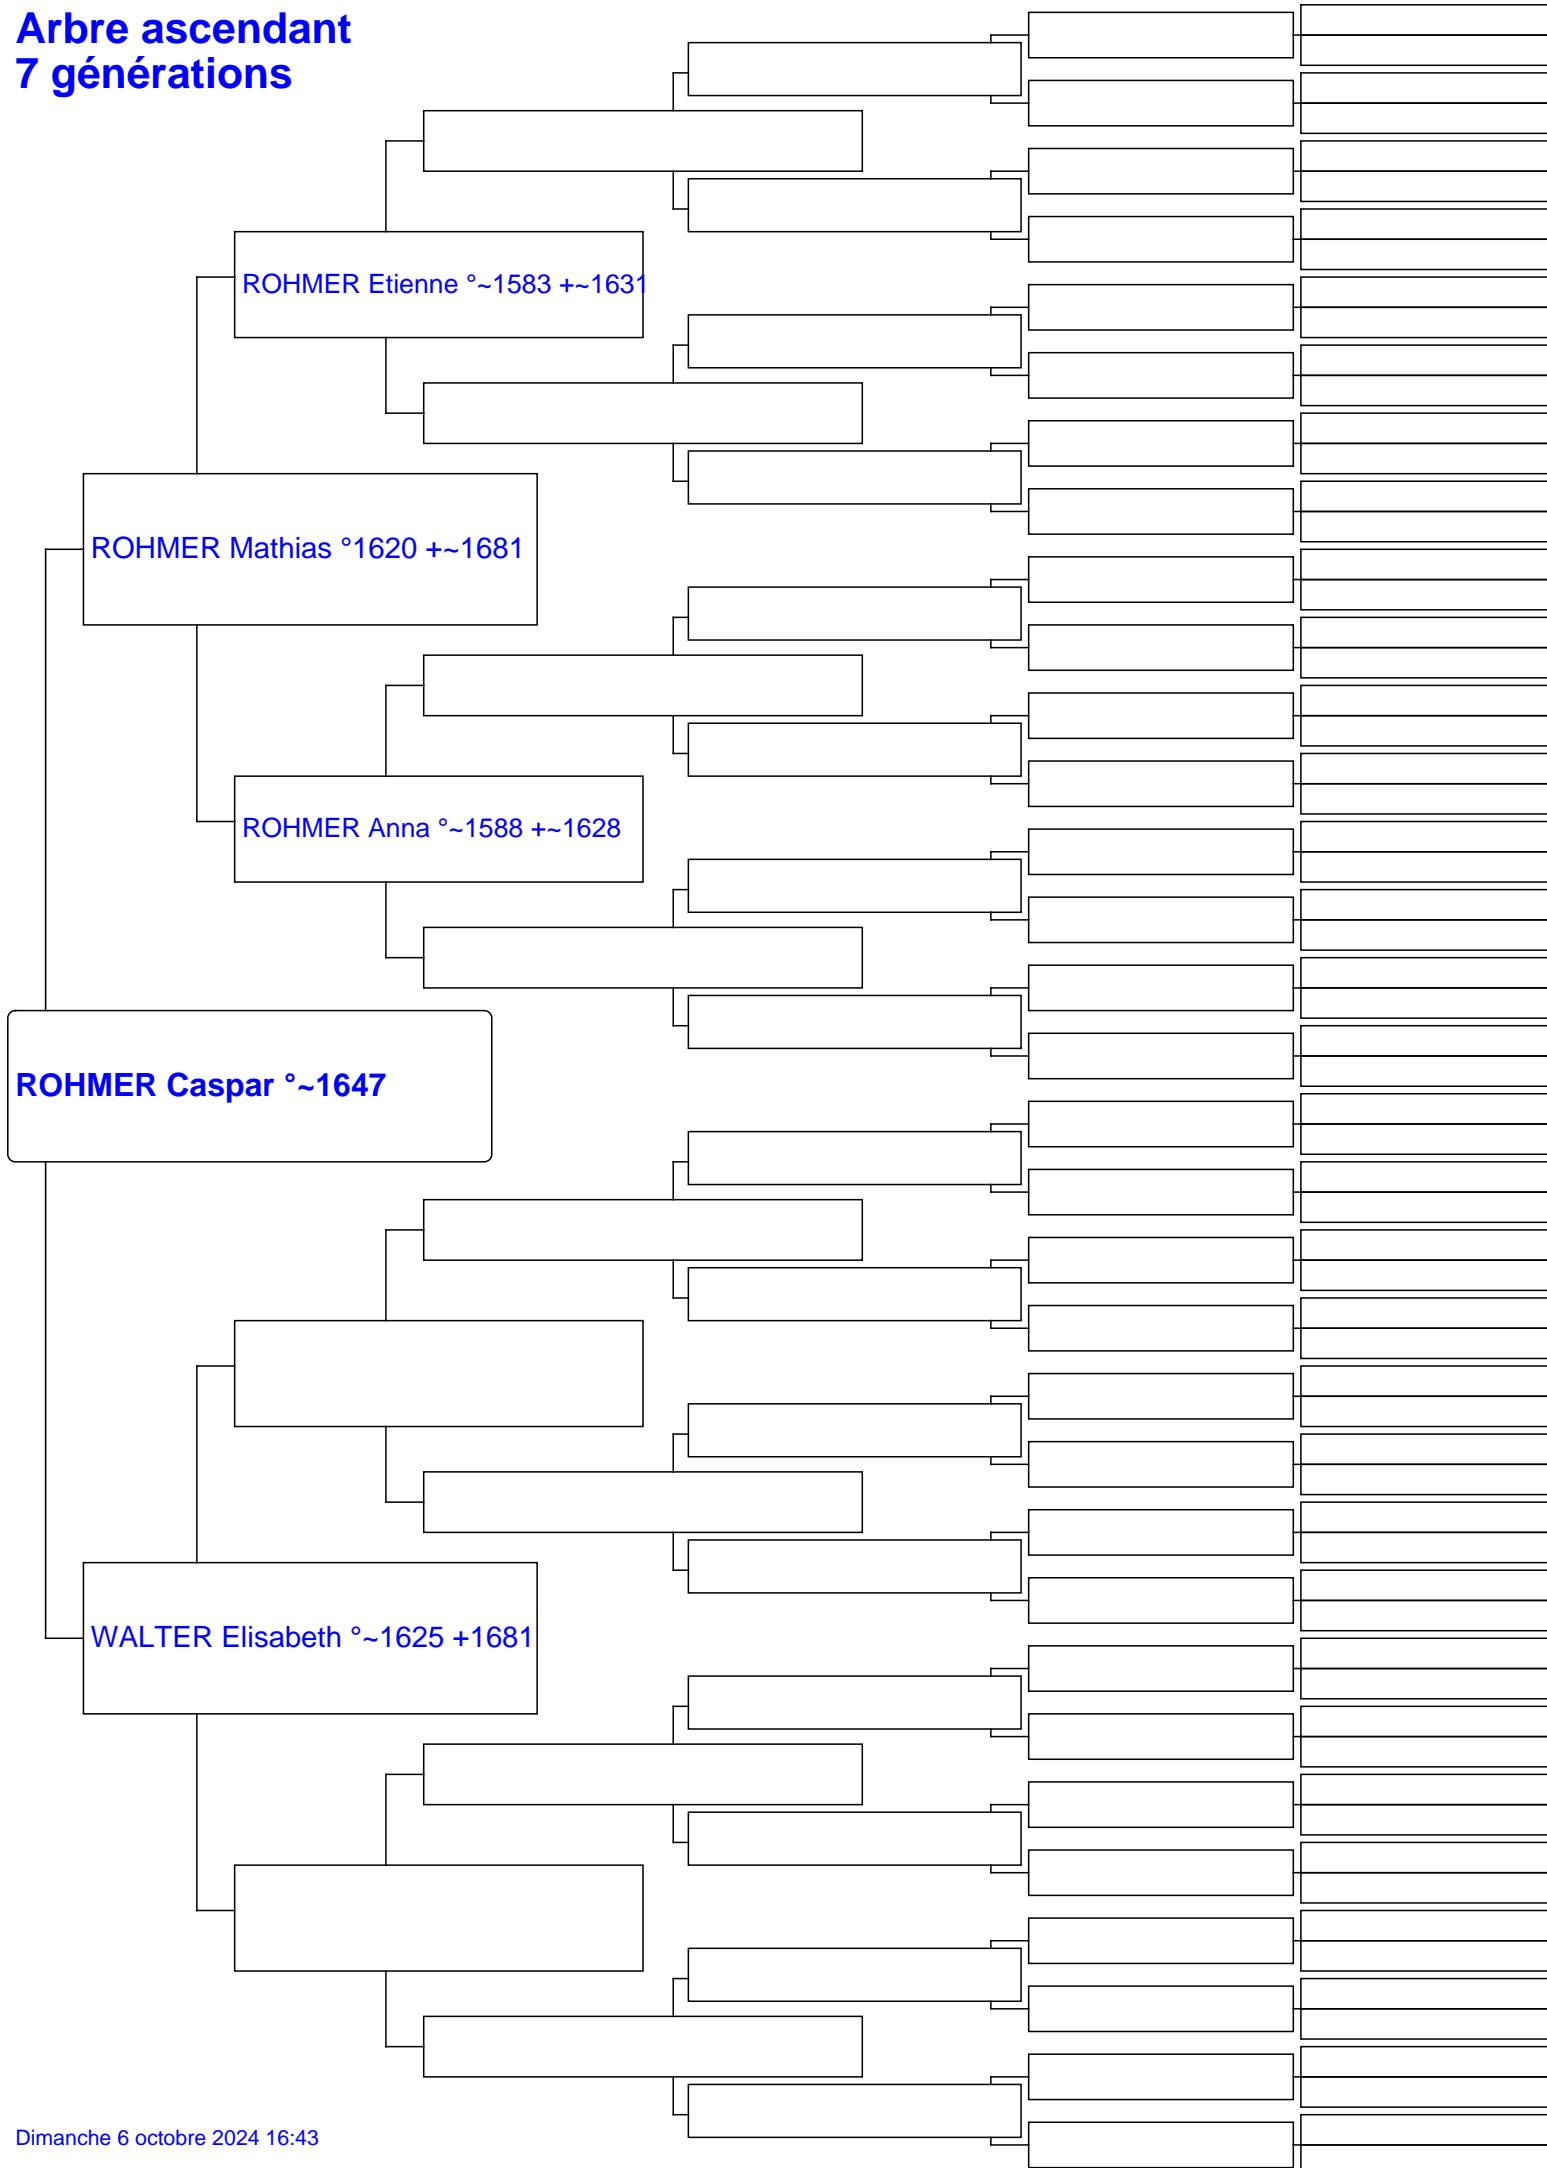 Arbre ascendant
7 générations
ROHMER Etienne °~1583 +~1631
ROHMER Mathias °1620 +~1681
ROHMER Anna °~1588 +~1628
ROHMER Caspar °~1647
WALTER Elisabeth °~1625 +1681
Dimanche 6 octobre 2024 16:43